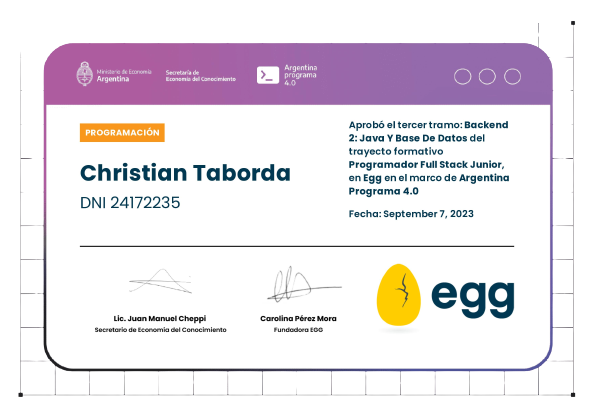 Ministerio de Economía
Argentina
Secretaría de
Economía del Conocimiento
Argentina
programa
4.0
PROGRAMACIÓN
Christian Taborda
DNI 24172235
Aprobó el tercer tramo: Backend
2: Java Y Base De Datos del
trayecto formativo
Programador Full Stack Junior,
en Egg en el marco de Argentina
Programa 4.0
Fecha: September 7, 2023
Lic. Juan Manuel Cheppi
Secretario de Economía del Conocimiento
Carolina Pérez Mora
Fundadora EGG
egg